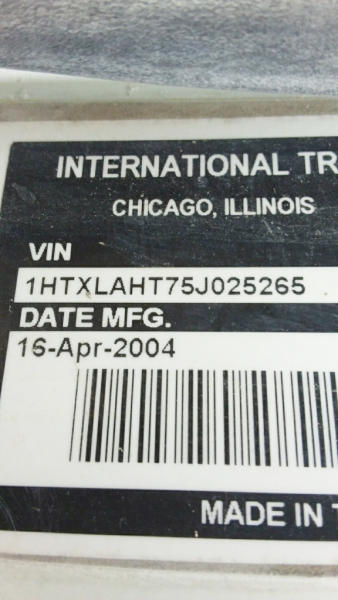 INTERNATIONAL TR
CHICAGO, ILLINOIS
VIN
1HTXLAHT75J025265
DATE MFG.
16-Apr-2004
MADE IN T